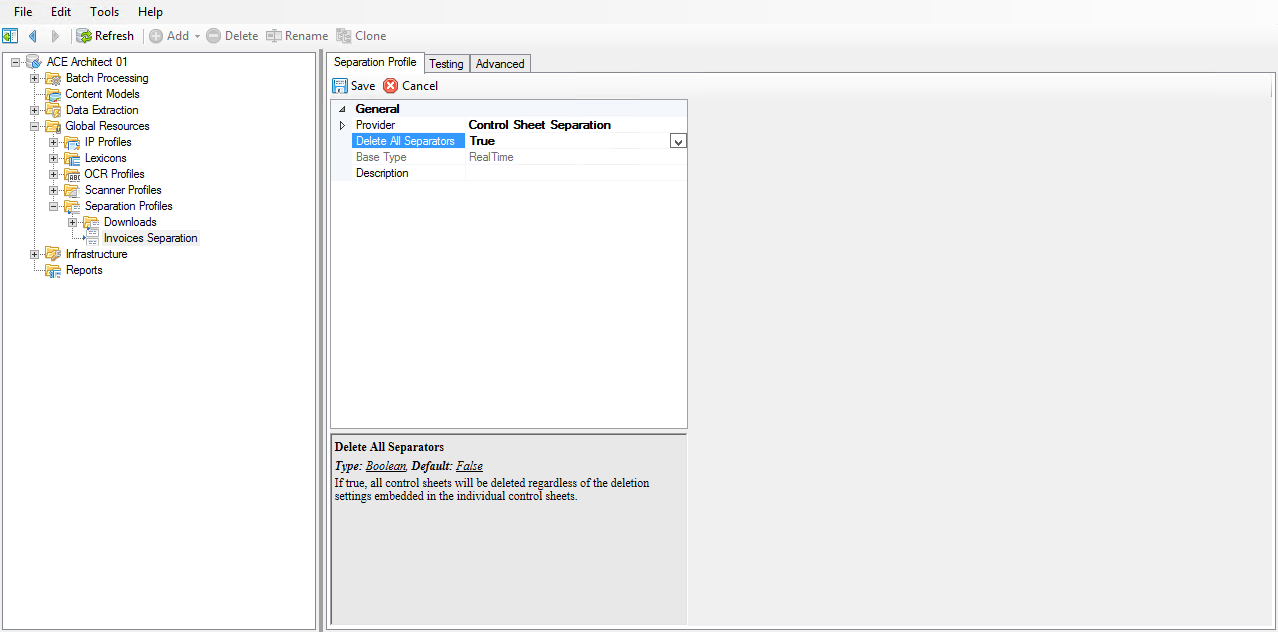 File Edit Tools Help
Refresh Add Delete Rename Clone
ACE Architect 01
Batch Processing
Content Models
Data Extraction
Global Resources
IP Profiles
Lexicons
OCR Profiles
Scanner Profiles
Separation Profiles
Downloads
Invoices Separation
Infrastructure
Reports
Separation Profile Testing Advanced
Save Cancel
General
Provider Control Sheet Separation
Delete All Separators True
Base Type RealTime
Description
Delete All Separators
Type: Boolean, Default: False
If true, all control sheets will be deleted regardless of the deletion
settings embedded in the individual control sheets.